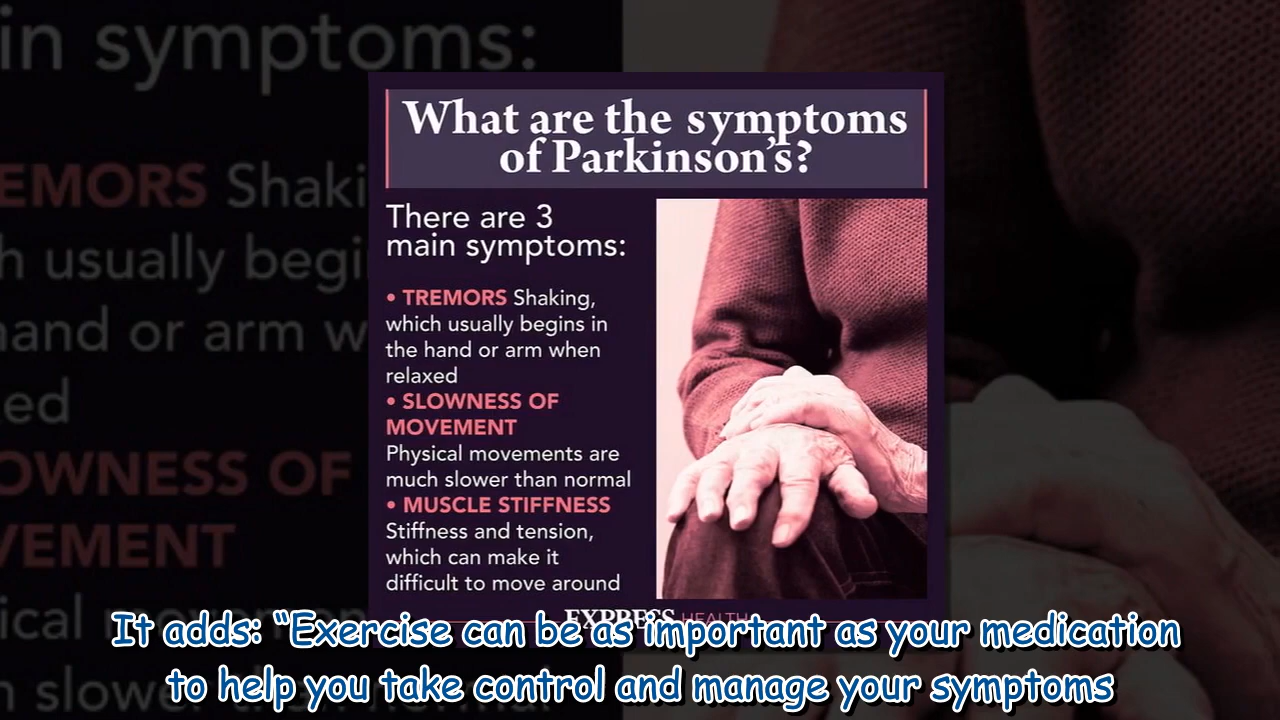 What are the symptoms
of Parkinson's?
There are 3
main symptoms:
• TREMORS Shaking,
which usually begins in
the hand or arm when
relaxed
• SLOWNESS OF
MOVEMENT
Physical movements are
much slower than normal
• MUSCLE STIFFNESS
Stiffness and tension,
which can make it
difficult to move around
EXPRESS HEALTH
It adds: “Exercise can be as important as your medication
to help you take control and manage your symptoms